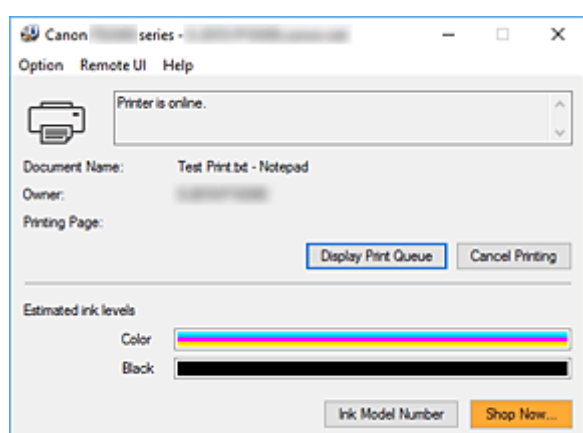 Canon series -
Option Remote UI Help
Printer is online.
Document Name: Test Print.txt - Notepad
Owner:
Printing Page:
Display Print Queue Cancel Printing
Estimated ink levels
Color
Black
Ink Model Number Shop Now...